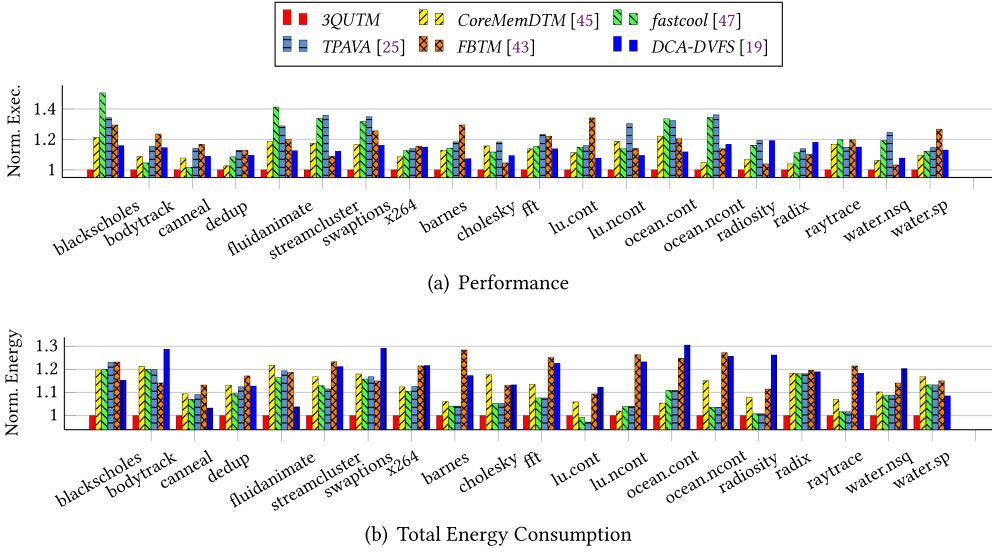 3QUTM CoreMemDTM [45] fastcool [47]
TPAVA [25] FBTM [43] DCA-DVFS [19]
Norm. Exec.
1.4
1.2
1
blackscholes bodytrack canneal dedup fluidanimate streamcluster swaptions x264 barnes cholesky fft lu.cont lu.ncont ocean.cont ocean.ncont radiosity radix raytrace water.nsq water.sp
(a) Performance
Norm. Energy
1.3
1.2
1.1
1
blackscholes bodytrack canneal dedup fluidanimate streamcluster swaptions x264 barnes cholesky fft lu.cont lu.ncont ocean.cont ocean.ncont radiosity radix raytrace water.nsq water.sp
(b) Total Energy Consumption